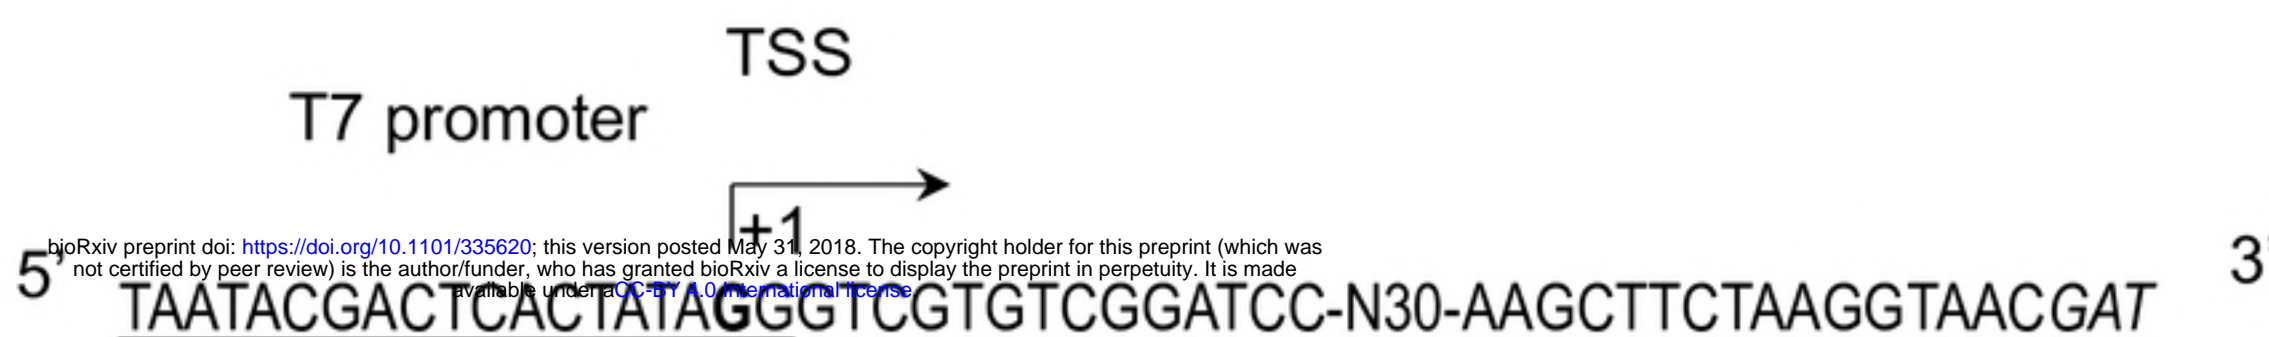 TSS
T7 promoter
+1
bioRxiv preprint doi: https://doi.org/10.1101/335620; this version posted May 31, 2018. The copyright holder for this preprint (which was
not certified by peer review) is the author/funder, who has granted bioRxiv a license to display the preprint in perpetuity. It is made
available under aCC-BY 4.0 International license.
5’ 3'
TAATACGACTCACTATAGGGTCGTGTCGGATCC-N30-AAGCTTCTAAGGTAACGAT